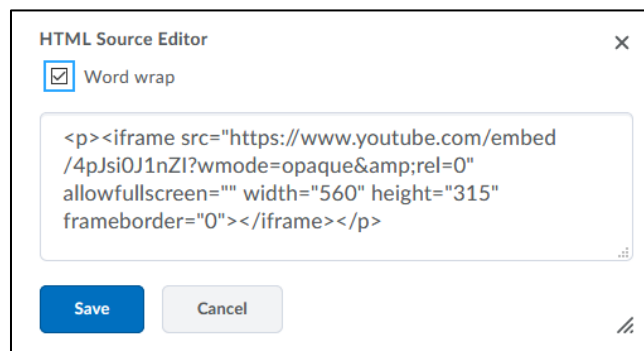 HTML Source Editor
Word wrap
<p><iframe src="https://www.youtube.com/embed
/4pJsi0J1nZI?wmode=opaque&amp;rel=0"
allowfullscreen="" width="560" height="315"
frameborder="0"></iframe></p>
Save
Cancel